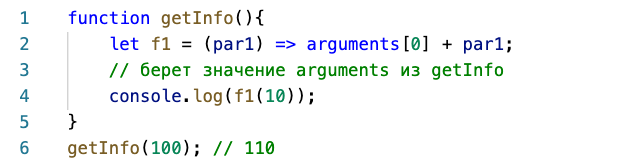 1 function getInfo(){
2 let f1 = (par1) => arguments[0] + par1;
3 // берет значение arguments из getInfo
4 console.log(f1(10));
5 }
6 getInfo(100); // 110